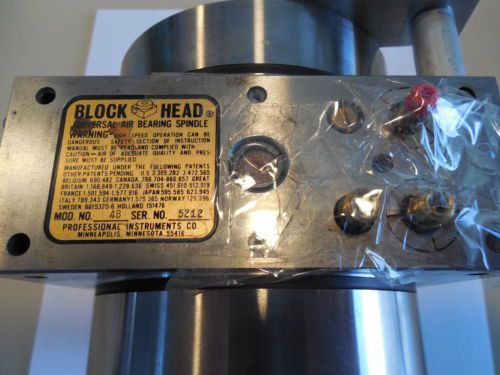 BLOCK HEAD ®
UNIVERSAL AIR BEARING SPINDLE
WARNING - HIGH SPEED OPERATION CAN BE
DANGEROUS. SAFETY SECTION OF INSTRUCTION
MANUAL MUST BE READ AND COMPLIED WITH.
CAUTION - AIR OF ADEQUATE QUALITY AND PRES-
SURE MUST BE SUPPLIED.
MANUFACTURED UNDER THE FOLLOWING PATENTS
OTHER PATENTS PENDING. U S 3.305.282 3.472.565
BELGIUM 690.482 CANADA 786.704-866.657 GREAT
BRITAIN 1.166.649-1.228.636 SWISS 451.610-512.319
FRANCE 1.501.594-1.577.918 JAPAN 595.585 623.945
ITALY 789.343 GERMANY 1.575.365 NORWAY 126.996
SWEDEN 6615320-6 HOLLAND 151476
MOD. NO. 4B SER. NO. 5212
PROFESSIONAL INSTRUMENTS CO
MINNEAPOLIS, MINNESOTA 55416